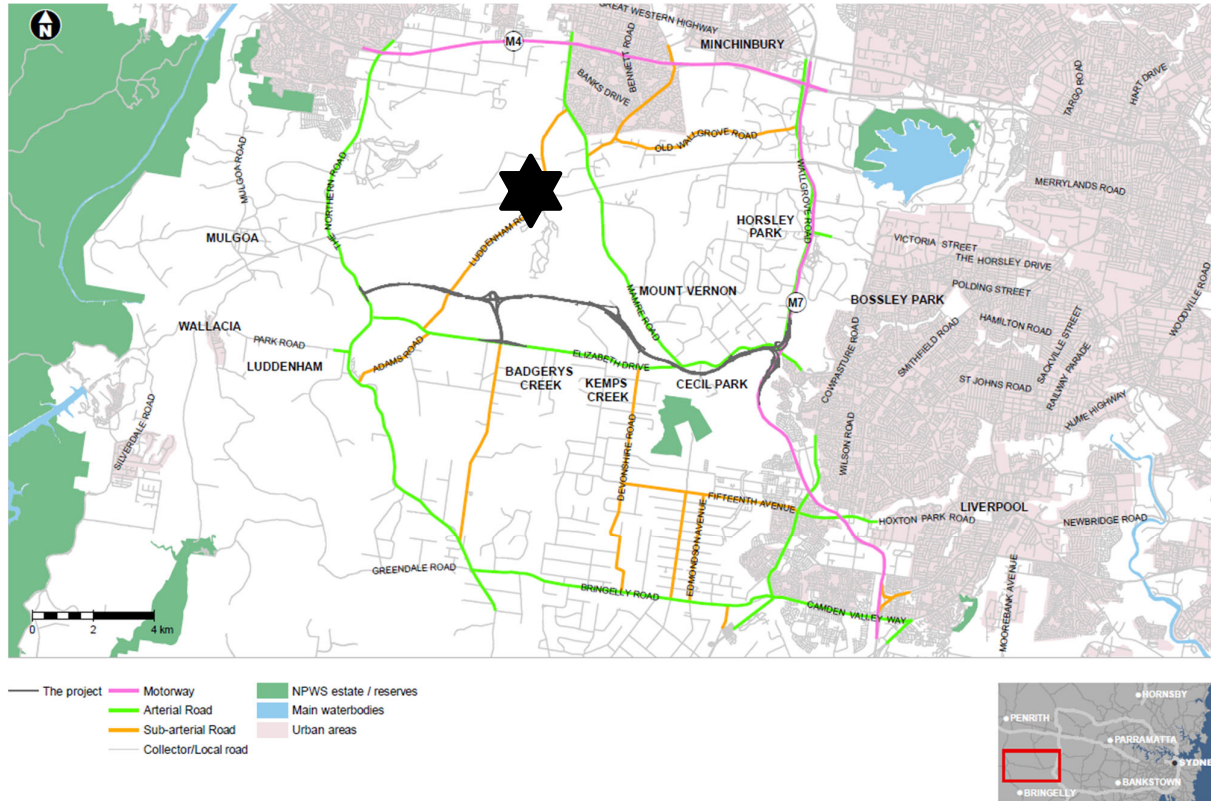 N
GREAT WESTERN HIGHWAY
M4
MINCHINBURY
BENNETT ROAD
BANKS DRIVE
TARGO ROAD
HART DRIVE
OLD WALLGROVE ROAD
MULGOA ROAD
THE NORTHERN ROAD
WALLGROVE ROAD
MERRYLANDS ROAD
LUDDENHAM
HORSLEY
PARK
MULGOA
VICTORIA STREET
THE HORSLEY DRIVE
POLDING STREET
MOUNT VERNON
MAMRE ROAD
M7
BOSSLEY PARK
HAMILTON ROAD
WOODVILLE ROAD
WALLACIA
PARK ROAD
LUDDENHAM
ADAMS ROAD
ELIZABETH DRIVE
BADGERYS
CREEK
KEMPS
CREEK
CECIL PARK
COWPASTURE ROAD
SMITHFIELD ROAD
ST JOHNS ROAD
SACKVILLE STREET
RAILWAY PARADE
HUME HIGHWAY
SILVERDALE ROAD
DEVONSHIRE ROAD
WILSON ROAD
FIFTEENTH AVENUE
EDMONDSON AVENUE
LIVERPOOL
HOXTON PARK ROAD
NEWBRIDGE ROAD
GREENDALE ROAD
BRINGELLY ROAD
CAMDEN VALLEY WAY
MOOREBANK AVENUE
0 2 4 km
The project
Motorway
Arterial Road
Sub-arterial Road
Collector/Local road
NPWS estate / reserves
Main waterbodies
Urban areas
HORNSBY
PENRITH
PARRAMATTA
SYDNE
BANKSTOWN
BRINGELLY